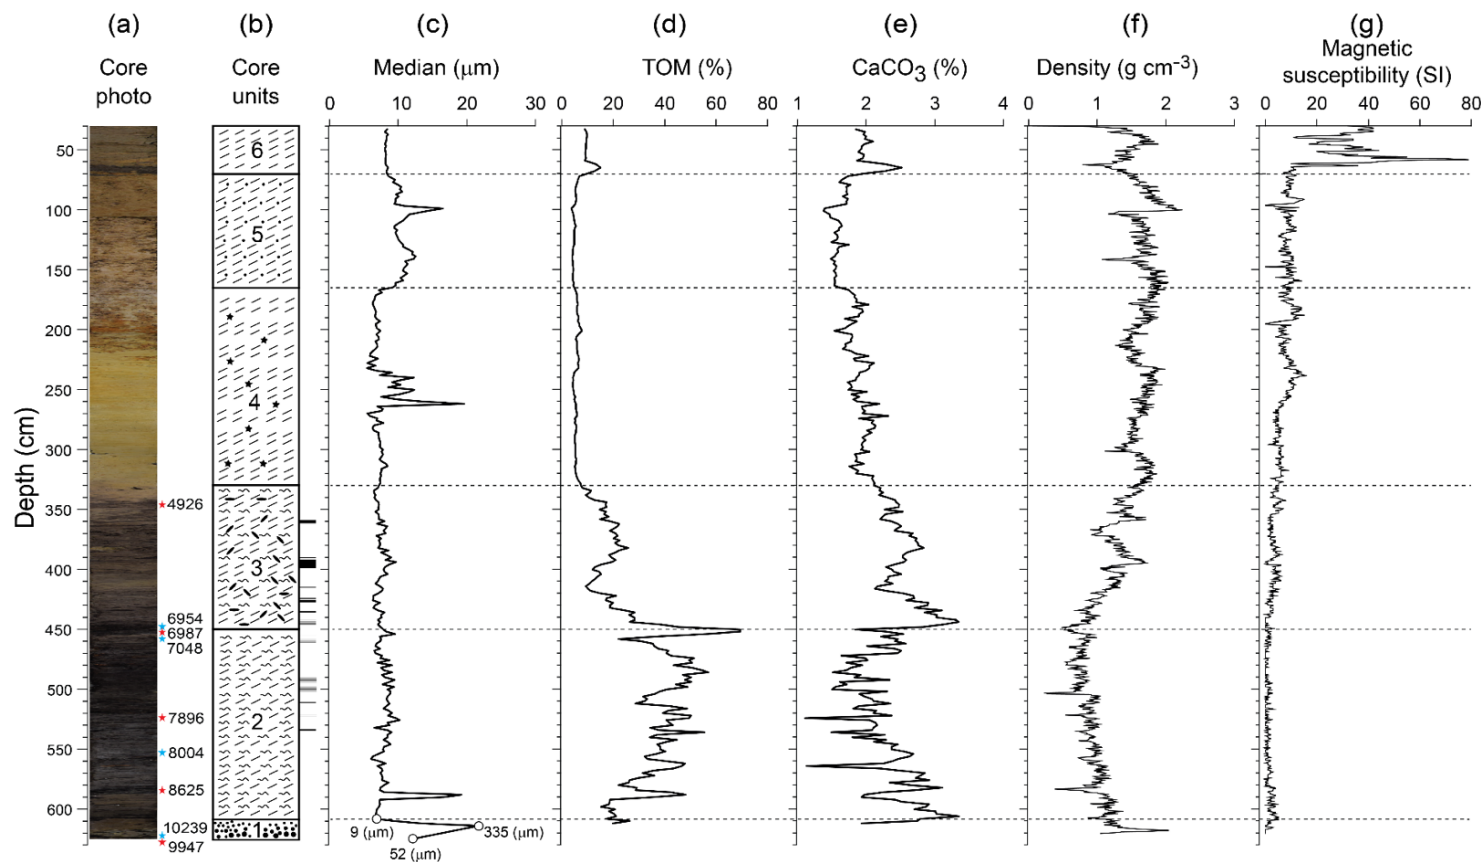 (a) (b) (c) (d) (e) (f) (g)
Core photo
Core units
Median (µm)
TOM (%)
CaCO3 (%)
Density (g cm⁻³)
Magnetic susceptibility (SI)
0 10 20 30
0 20 40 60 80
1 2 3 4
0 1 2 3
0 20 40 60 80
Depth (cm)
50
100
150
200
250
300
350
400
450
500
550
600
4926
6954
6987
7048
7896
8004
8625
10239
9947
6
5
4
3
2
1
9 (µm)
335 (µm)
52 (µm)